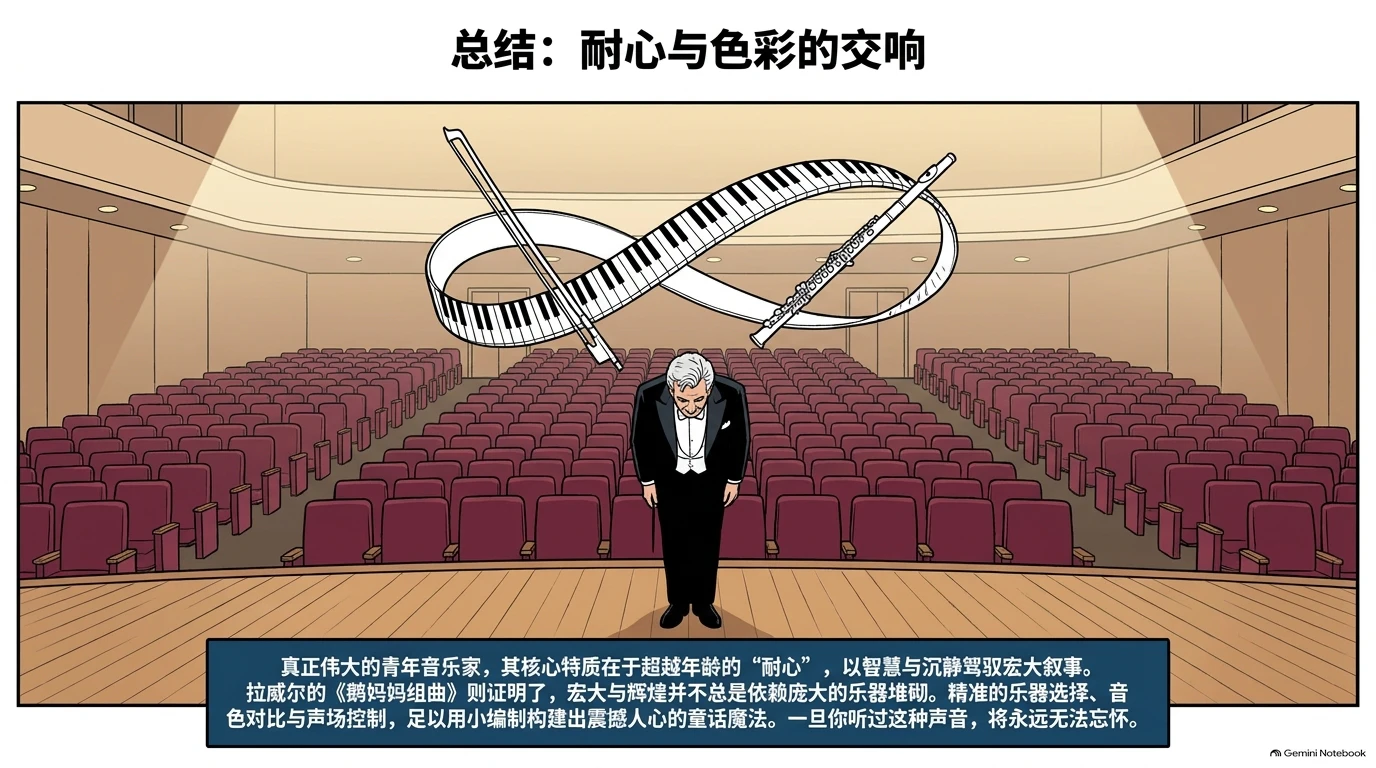 总结：耐心与色彩的交响
真正伟大的青年音乐家，其核心特质在于超越年龄的“耐心”，以智慧与沉静驾驭宏大叙事。
拉威尔的《鹅妈妈组曲》则证明了，宏大与辉煌并不总是依赖庞大的乐器堆砌。精准的乐器选择、音
色对比与声场控制，足以用小编制构建出震撼人心的童话魔法。一旦你听过这种声音，将永远无法忘怀。
Gemini Notebook